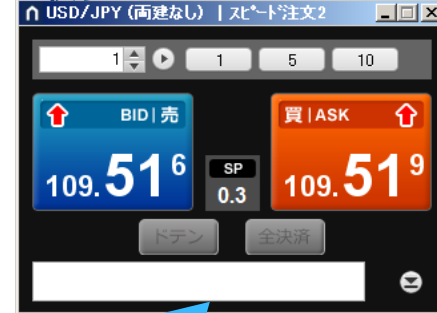 USD/JPY (両建なし) | スピード注文2
1 1 5 10
BID|売 買|ASK
109.516 SP 109.519
0.3
ドテン 全決済